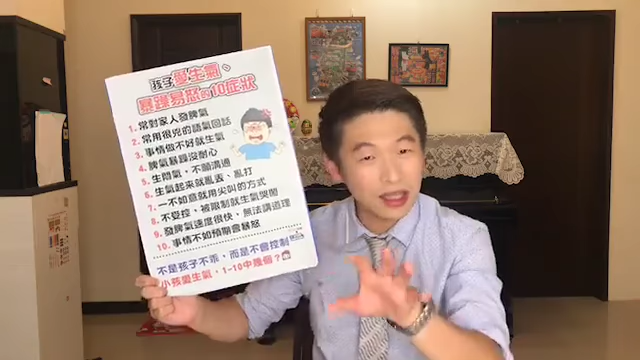 孩子學生氣、
暴躁易怒的10症狀
1. 常對家人發脾氣
2. 常用很兇的語氣回話
3. 事情做不好就生氣
4. 脾氣暴躁沒耐心
5. 生悶氣，不願溝通
6. 生氣起來就亂丟、亂打
7. 一不如意就用尖叫的方式
8. 不受控，被限制就生氣哭鬧
9. 發脾氣速度很快，無法講道理
10. 事情不如預期會暴怒
不是孩子不乖，而是不會控制
小孩愛生氣，1-10中幾個？